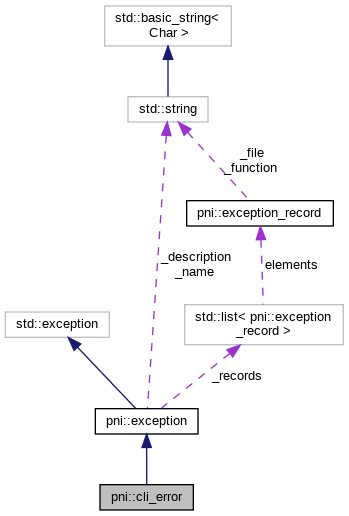 std::basic_string<
Char >
std::string
_file
_function
pni::exception_record
_description
_name
elements
std::exception
std::list< pni::exception
_record >
_records
pni::exception
pni::cli_error